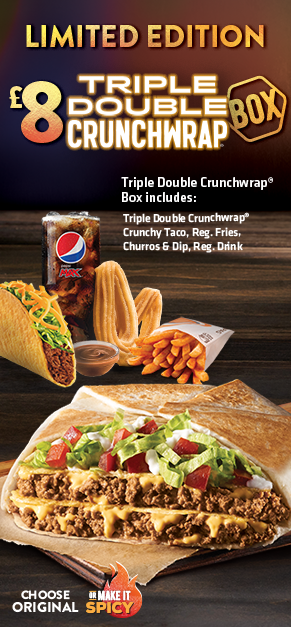 LIMITED EDITION
£8 TRIPLE
DOUBLE BOX
CRUNCHWRAP
Triple Double Crunchwrap®
Box includes:
Triple Double Crunchwrap®
Crunchy Taco, Reg. Fries,
Churros & Dip, Reg. Drink
pepsi
MAX
CHOOSE OR MAKE IT
ORIGINAL SPICY